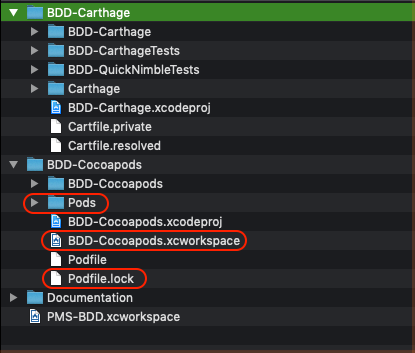 BDD-Carthage
BDD-Carthage
BDD-CarthageTests
BDD-QuickNimbleTests
Carthage
BDD-Carthage.xcodeproj
Cartfile.private
Cartfile.resolved
BDD-Cocoapods
BDD-Cocoapods
Pods
BDD-Cocoapods.xcodeproj
BDD-Cocoapods.xcworkspace
Podfile
Podfile.lock
Documentation
PMS-BDD.xcworkspace